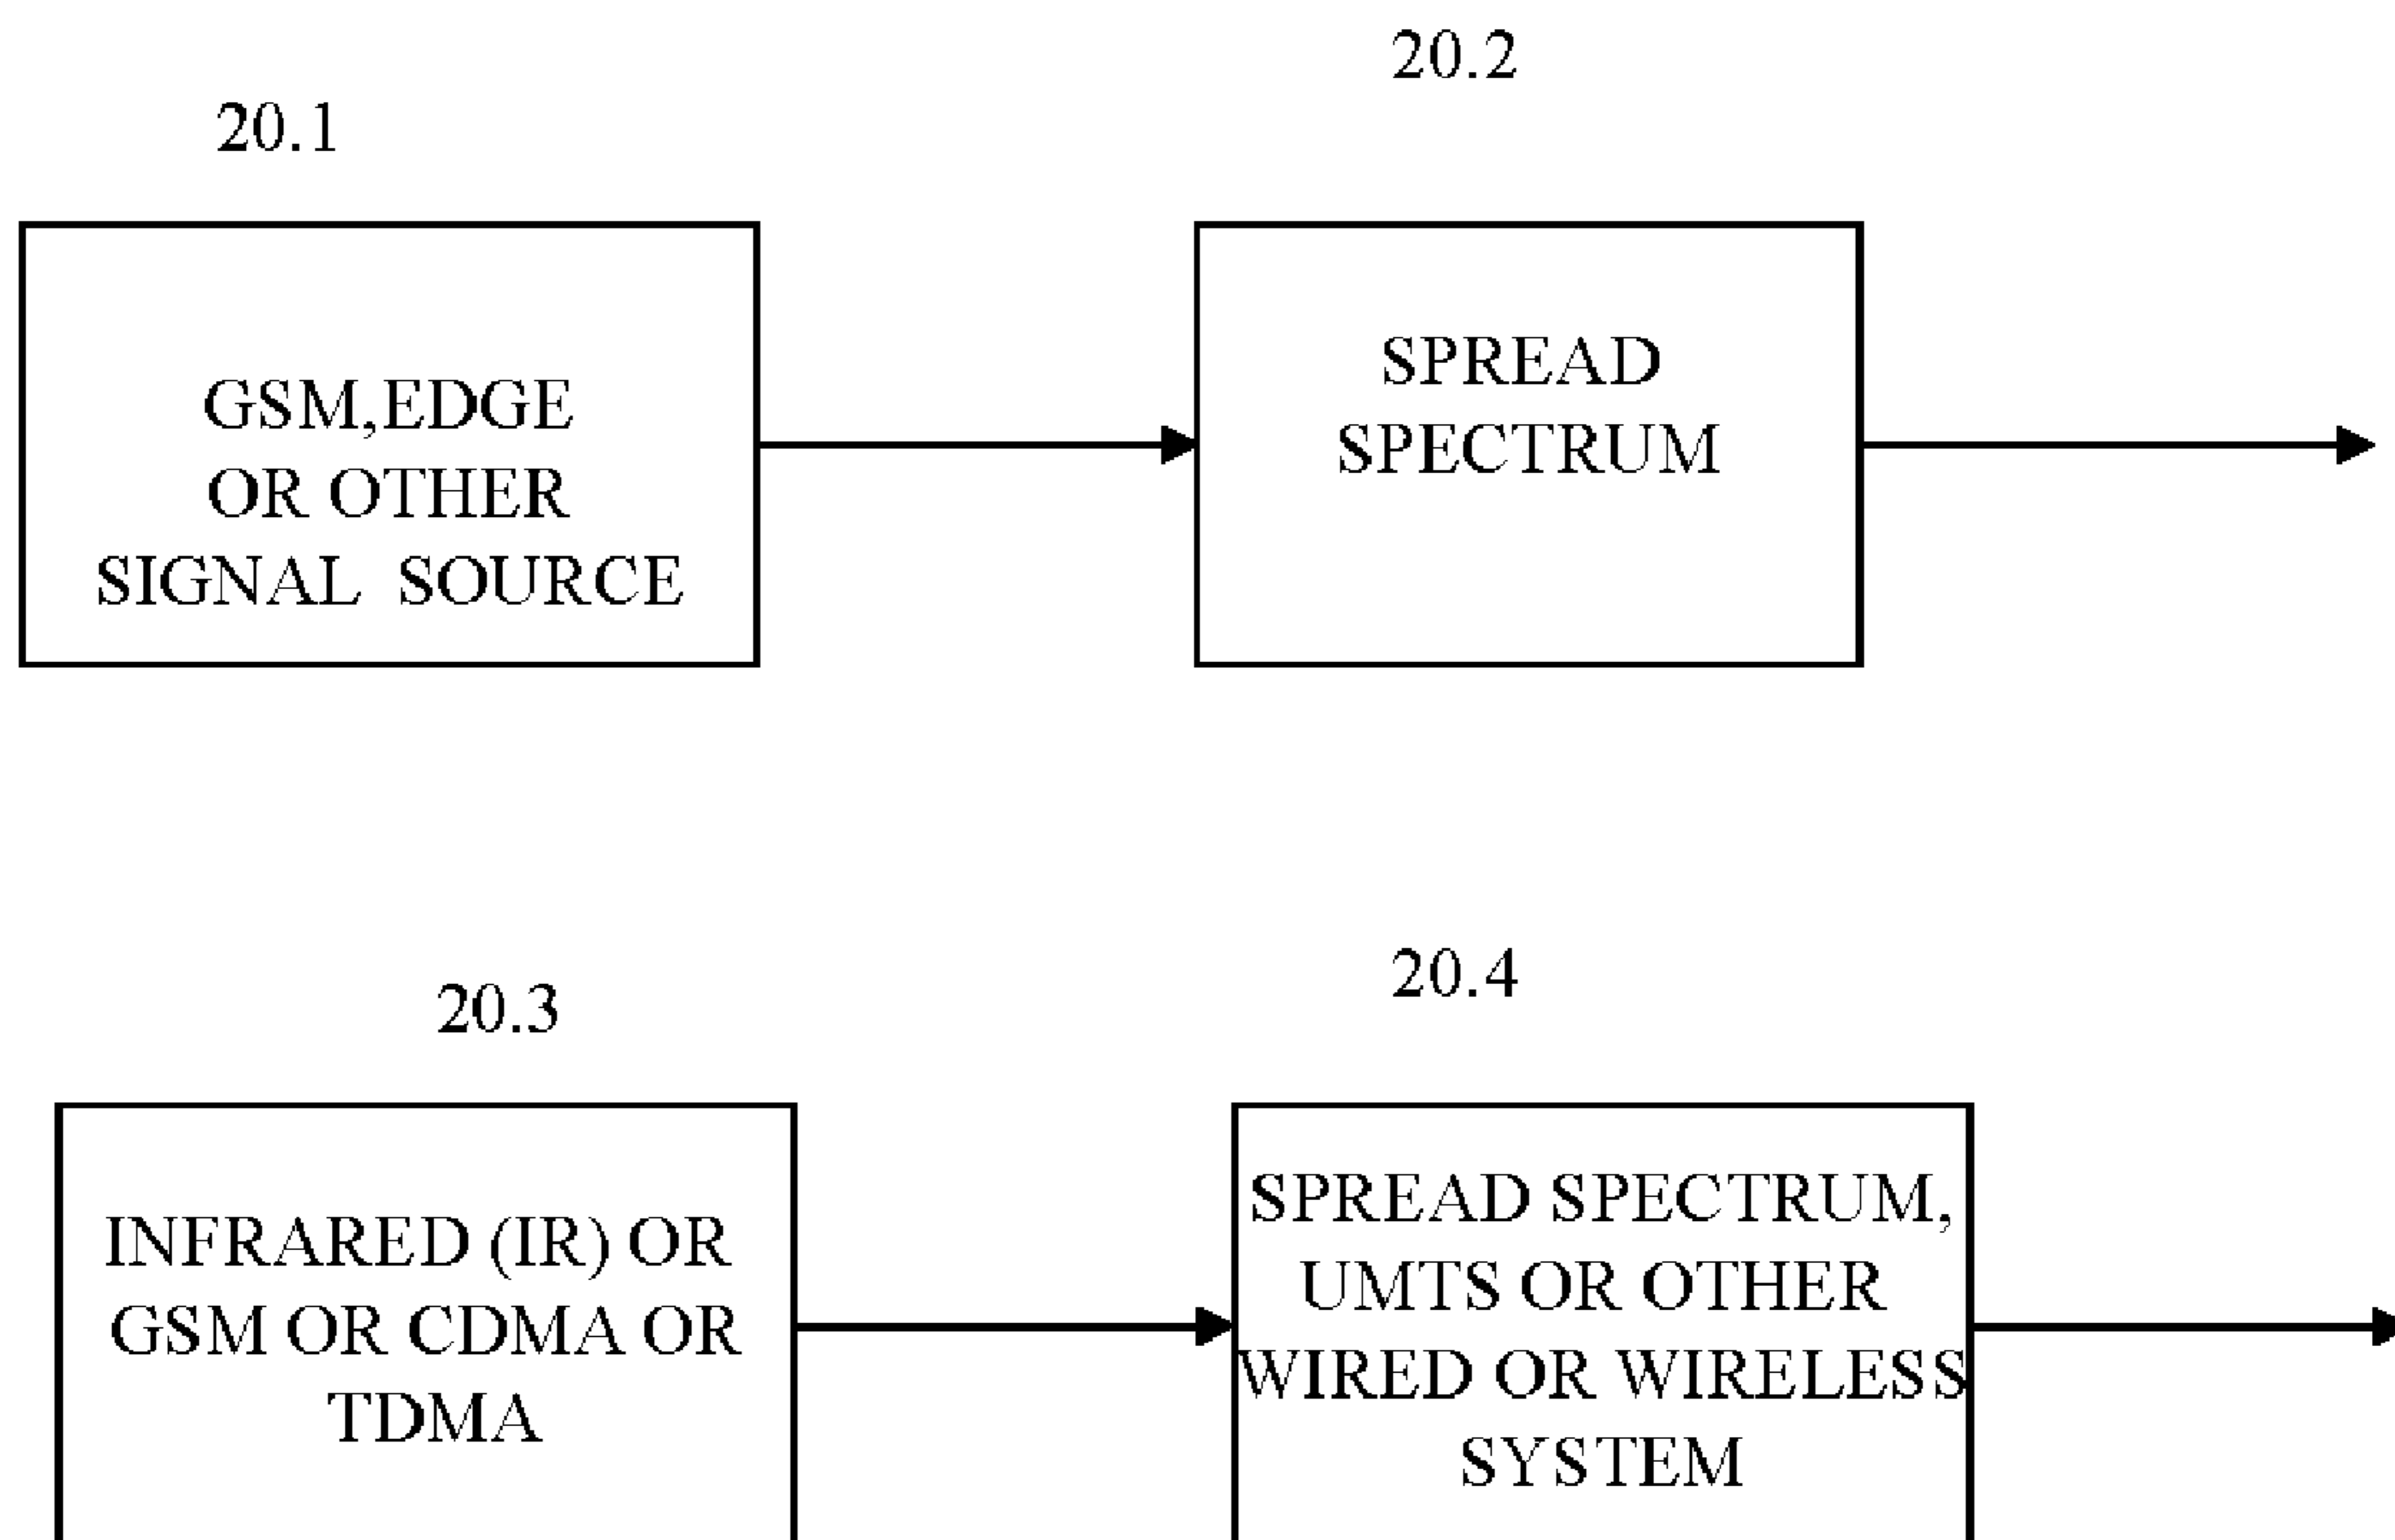 20.1
20.2
GSM,EDGE
OR OTHER
SIGNAL SOURCE
SPREAD
SPECTRUM
20.3
20.4
INFRARED (IR) OR
GSM OR CDMA OR
TDMA
SPREAD SPECTRUM,
UMTS OR OTHER
WIRED OR WIRELESS
SYSTEM